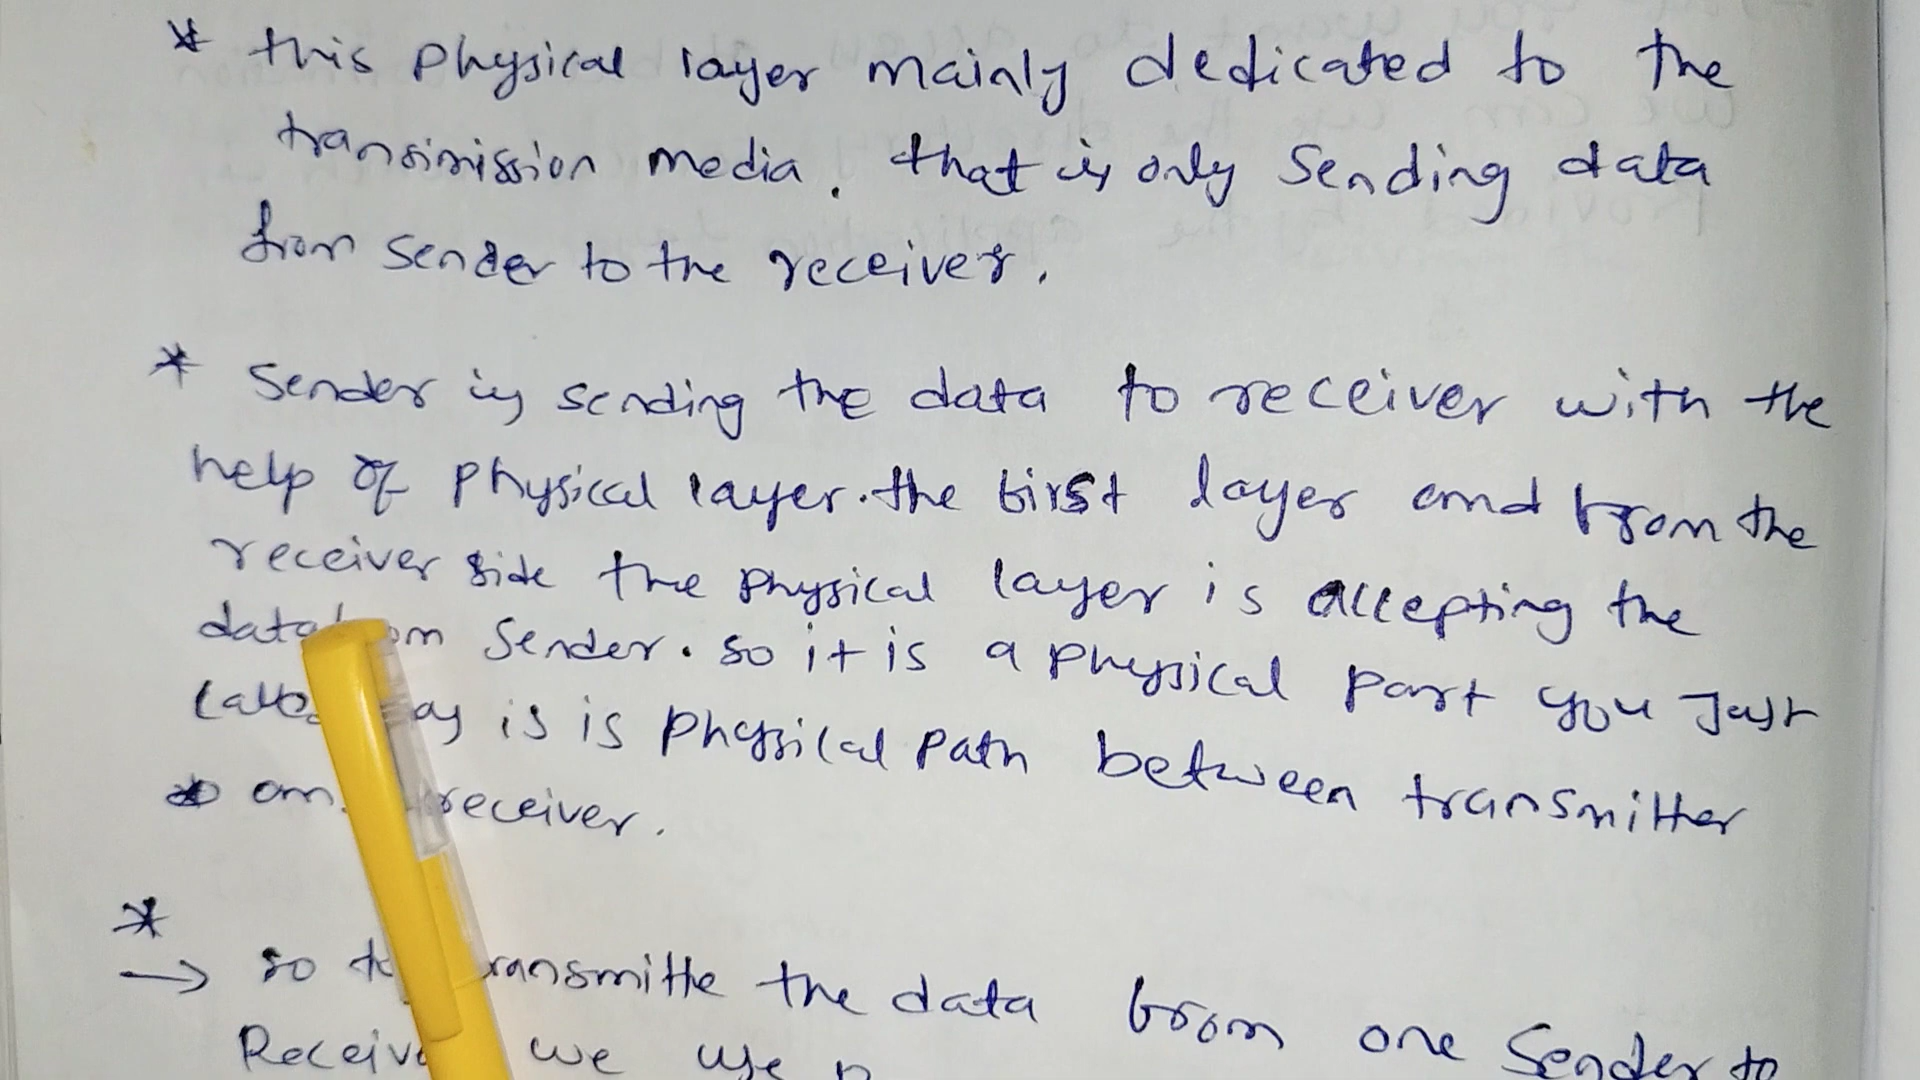 * this physical layer mainly dedicated to the
transimission media. that is only sending data
from sender to the receiver.
* Sender is sending the data to receiver with the
help of physical layer. the first layer and from the
receiver side the physical layer is accepting the
data sender. so it is a physical part you just
is is physical path between transmitter
receiver.
*
→ so the data from one sender to
we use